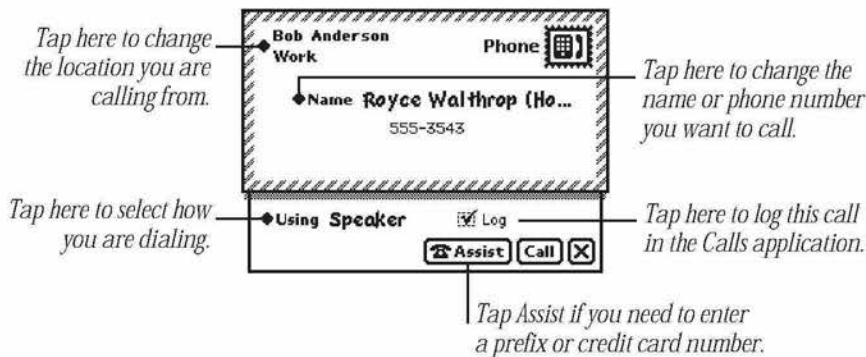 Tap here to change
the location you are
calling from.
Bob Anderson
Work
Phone
Tap here to change the
name or phone number
you want to call.
Name Royce Walthrop (Ho...
555-3543
Tap here to select how
you are dialing.
Using Speaker
Log
Tap here to log this call
in the Calls application.
Assist Call X
Tap Assist if you need to enter
a prefix or credit card number.